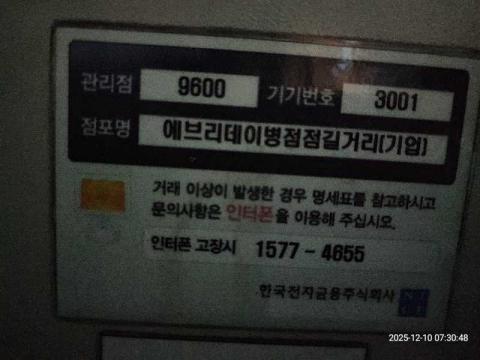 관리점 9600 기기번호 3001
점포명 에브리데이병점점길거리(기업)
거래 이상이 발생한 경우 명세표를 참고하시고
문의사항은 인터폰을 이용해 주십시오.
인터폰 고장시 1577-4655
한국전자금융주식회사
2025-12-10 07:30:48